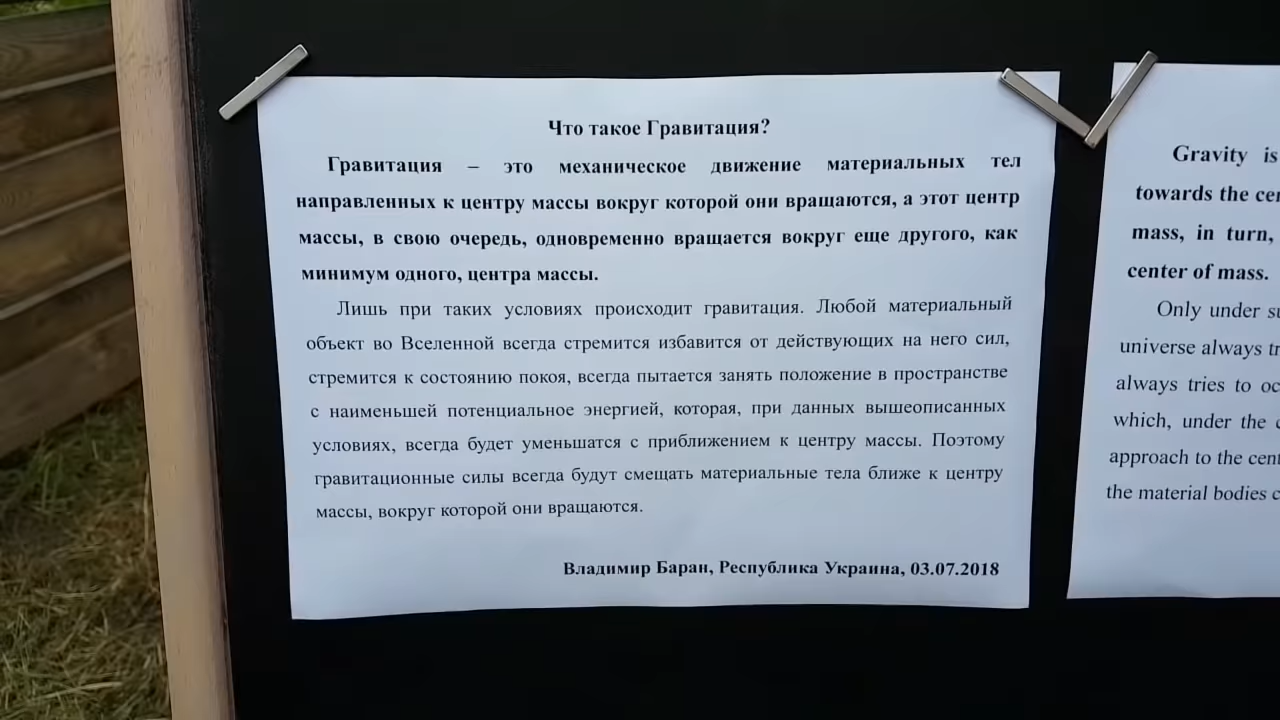 Что такое Гравитация?
Гравитация – это механическое движение материальных тел
направленных к центру массы вокруг которой они вращаются, а этот центр
массы, в свою очередь, одновременно вращается вокруг еще другого, как
минимум одного, центра массы.
Лишь при таких условиях происходит гравитация. Любой материальный
объект во Вселенной всегда стремится избавится от действующих на него сил,
стремится к состоянию покоя, всегда пытается занять положение в пространстве
с наименьшей потенциальное энергией, которая, при данных вышеописанных
условиях, всегда будет уменьшатся с приближением к центру массы. Поэтому
гравитационные силы всегда будут смещать материальные тела ближе к центру
массы, вокруг которой они вращаются.
Владимир Баран, Республика Украина, 03.07.2018
Gravity is
towards the
mass, in turn,
center of mass.
Only under
universe always
always tries to
which, under the
approach to the
the material bodies